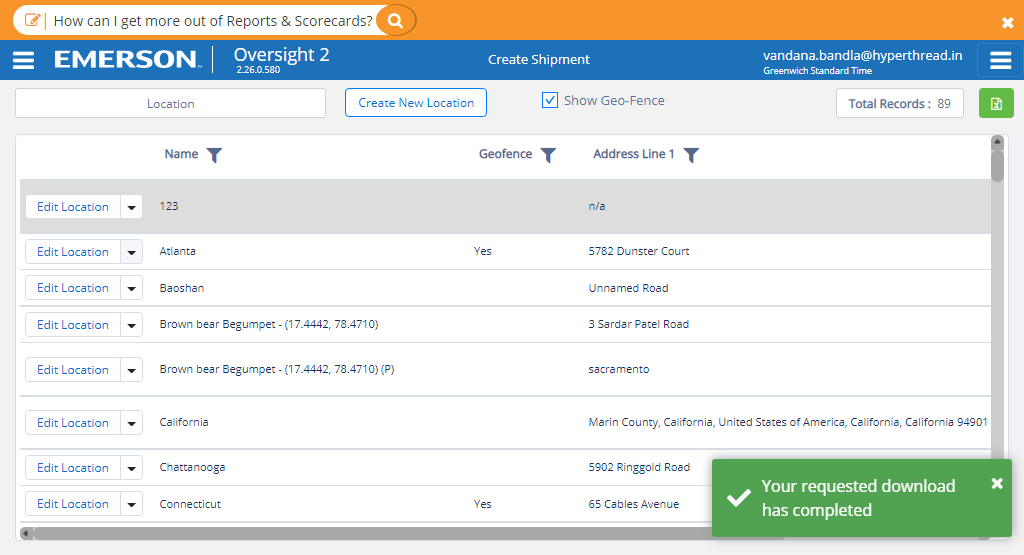 How can I get more out of Reports & Scorecards?
EMERSON
Oversight 2
2.26.0.580
Create Shipment
vandana.bandla@hyperthread.in
Greenwich Standard Time
Location
Create New Location
Show Geo-Fence
Total Records : 89
Name Geofence Address Line 1
Edit Location 123 n/a
Edit Location Atlanta Yes 5782 Dunster Court
Edit Location Baoshan Unnamed Road
Edit Location Brown bear Begumpet - (17.4442, 78.4710) 3 Sardar Patel Road
Edit Location Brown bear Begumpet - (17.4442, 78.4710) (P) sacramento
Edit Location California Marin County, California, United States of America, California, California 94901
Edit Location Chattanooga 5902 Ringgold Road
Edit Location Connecticut Yes 65 Cables Avenue
Your requested download
has completed